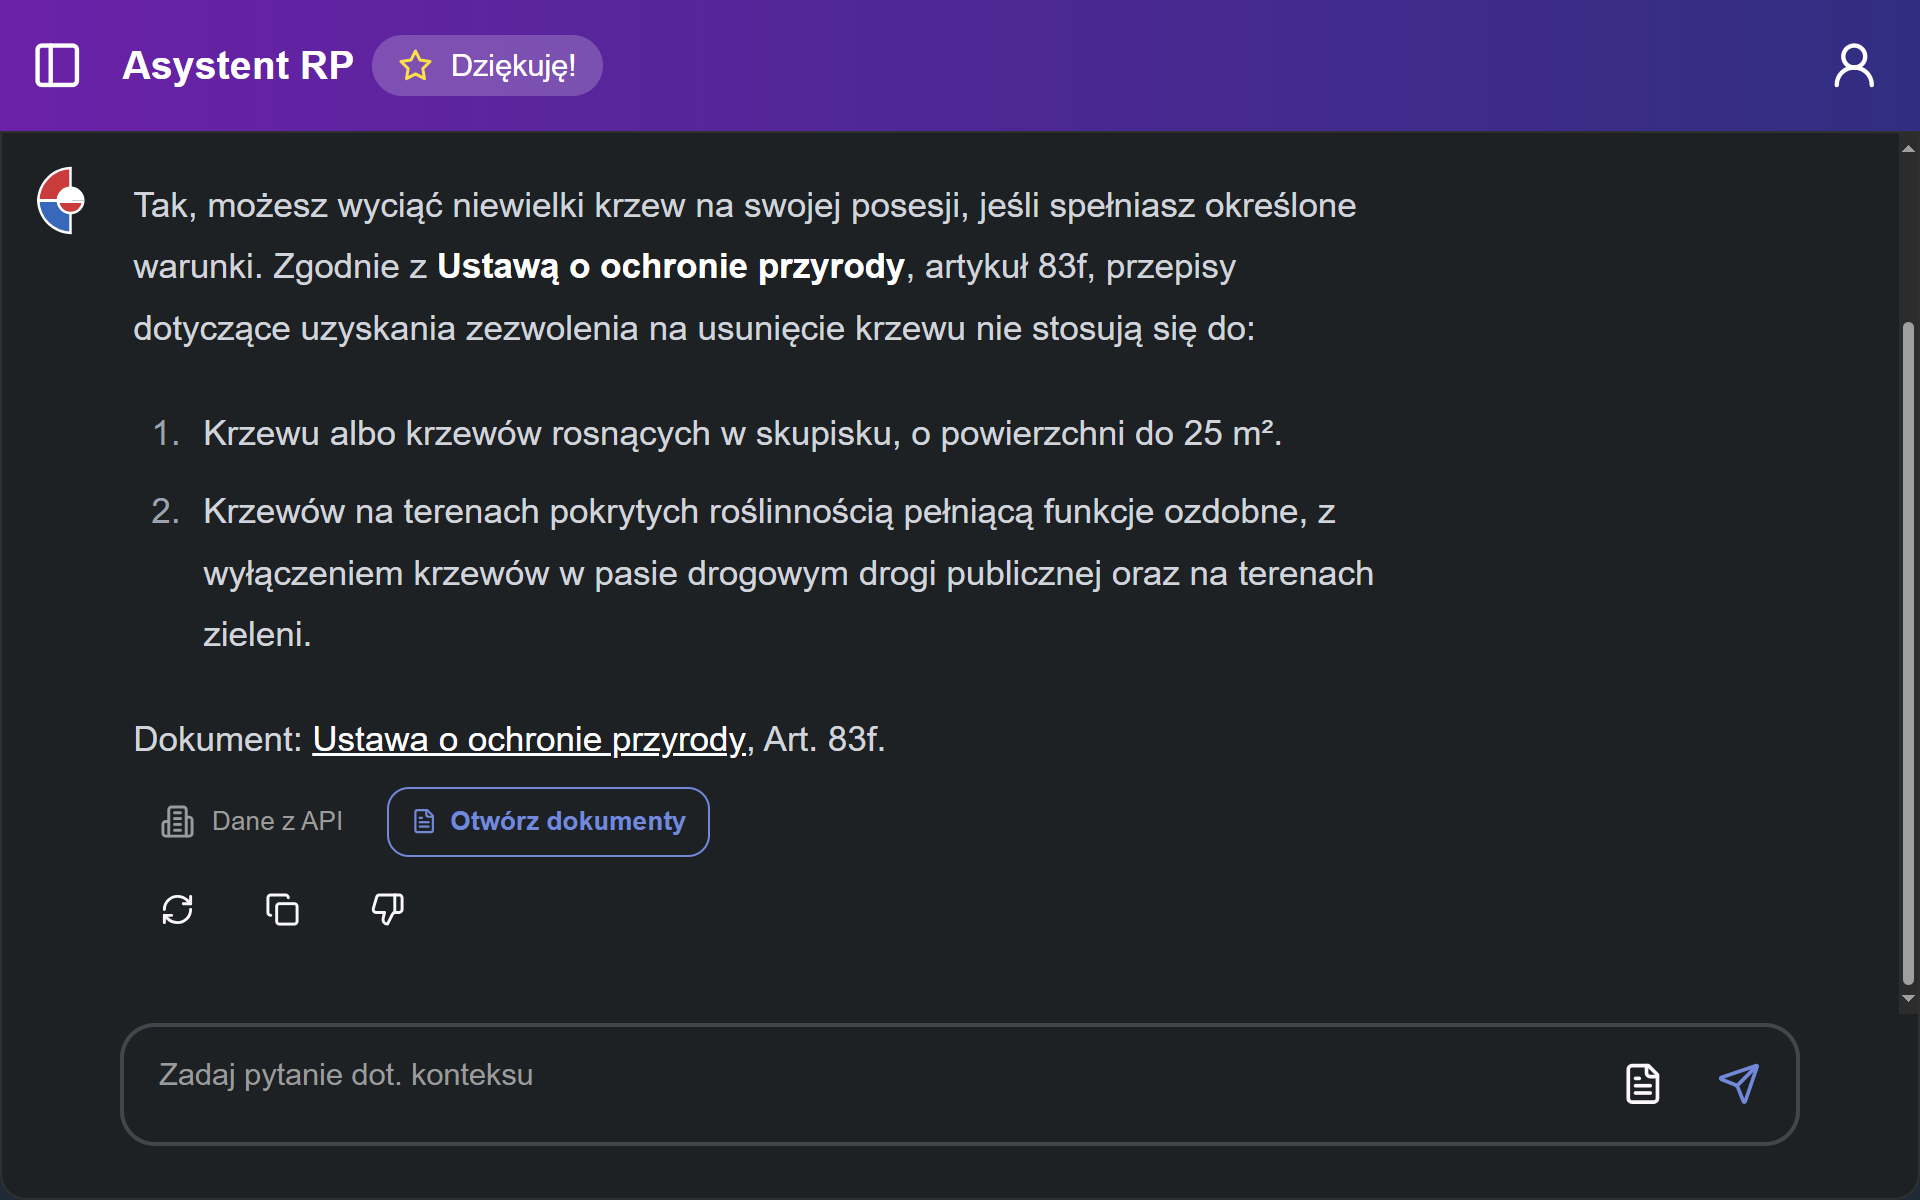 Asystent RP
Dziękuję!
Tak, możesz wyciąć niewielki krzew na swojej posesji, jeśli spełniasz określone
warunki. Zgodnie z Ustawą o ochronie przyrody, artykuł 83f, przepisy
dotyczące uzyskania zezwolenia na usunięcie krzewu nie stosują się do:
1. Krzewu albo krzewów rosnących w skupisku, o powierzchni do 25 m².
2. Krzewów na terenach pokrytych roślinnością pełniącą funkcje ozdobne, z
wyłączeniem krzewów w pasie drogowym drogi publicznej oraz na terenach
zieleni.
Dokument: Ustawa o ochronie przyrody, Art. 83f.
Dane z API
Otwórz dokumenty
Zadaj pytanie dot. konteksu